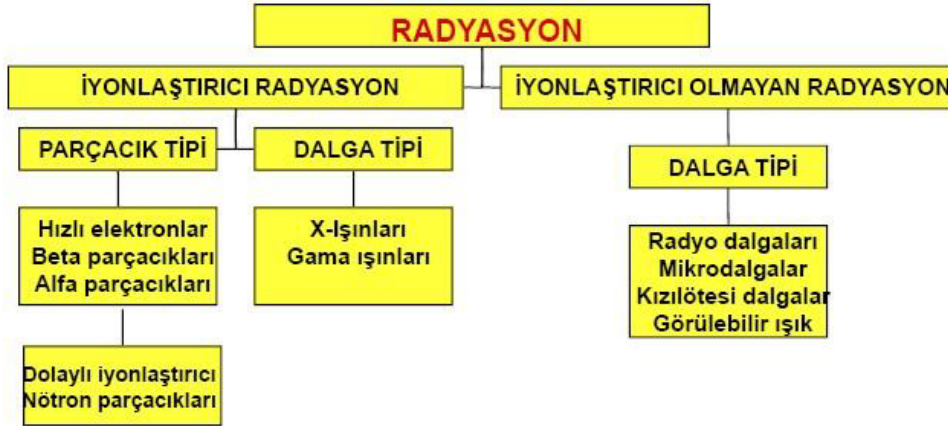 RADYASYON
İYONLAŞTIRICI RADYASYON
İYONLAŞTIRICI OLMAYAN RADYASYON
PARÇACIK TİPİ
DALGA TİPİ
DALGA TİPİ
Hızlı elektronlar
Beta parçacıkları
Alfa parçacıkları
X-Işınları
Gama ışınları
Radyo dalgaları
Mikrodalgalar
Kızılötesi dalgalar
Görülebilir ışık
Dolaylı iyonlaştırıcı
Nötron parçacıkları